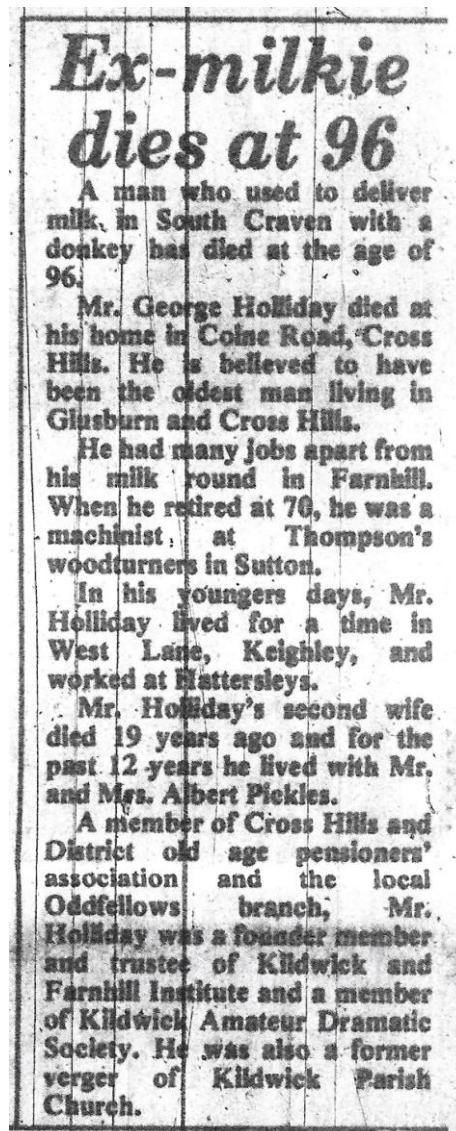 Ex-milkie
dies at 96
A man who used to deliver
milk in South Craven with a
donkey has died at the age of
96.
Mr. George Holliday died at
his home in Colne Road, Cross
Hills. He is believed to have
been the oldest man living in
Glusburn and Cross Hills.
He had many jobs apart from
his milk round in Farnhill.
When he retired at 70, he was a
machinist at Thompson's
woodturners in Sutton.
In his youngers days, Mr.
Holliday lived for a time in
West Lane, Keighley, and
worked at Hattersleys.
Mr. Holliday's second wife
died 19 years ago and for the
past 12 years he lived with Mr.
and Mrs. Albert Pickles.
A member of Cross Hills and
District old age pensioners'
association and the local
Oddfellows branch, Mr.
Holliday was a founder member
and trustee of Kildwick and
Farnhill Institute and a member
of Kildwick Amateur Dramatic
Society. He was also a former
verger of Kildwick Parish
Church.